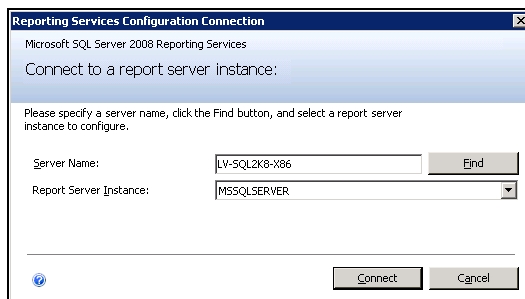 Reporting Services Configuration Connection
Microsoft SQL Server 2008 Reporting Services
Connect to a report server instance:
Please specify a server name, click the Find button, and select a report server
instance to configure.
Server Name:
LV-SQL2K8-X86
Find
Report Server Instance:
MSSQLSERVER
Connect
Cancel